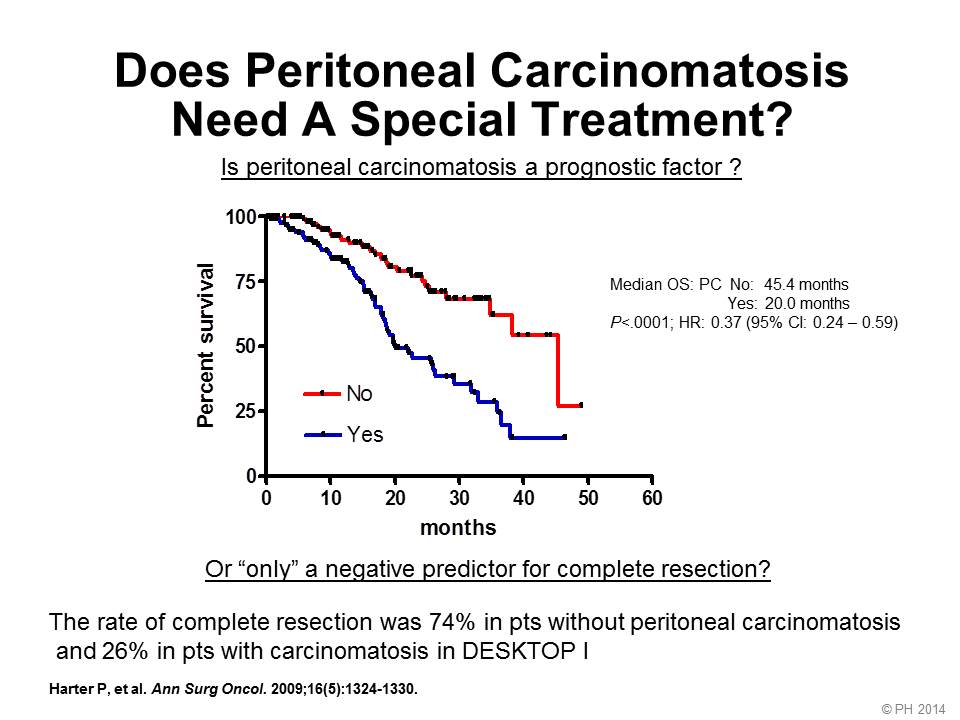 Does Peritoneal Carcinomatosis
Need A Special Treatment?
Is peritoneal carcinomatosis a prognostic factor ?
100
75
50
25
0
Percent survival
No
Yes
0 10 20 30 40 50 60
months
Median OS: PC No: 45.4 months
Yes: 20.0 months
P<.0001; HR: 0.37 (95% CI: 0.24 – 0.59)
Or “only” a negative predictor for complete resection?
The rate of complete resection was 74% in pts without peritoneal carcinomatosis
and 26% in pts with carcinomatosis in DESKTOP I
Harter P, et al. Ann Surg Oncol. 2009;16(5):1324-1330.
© PH 2014